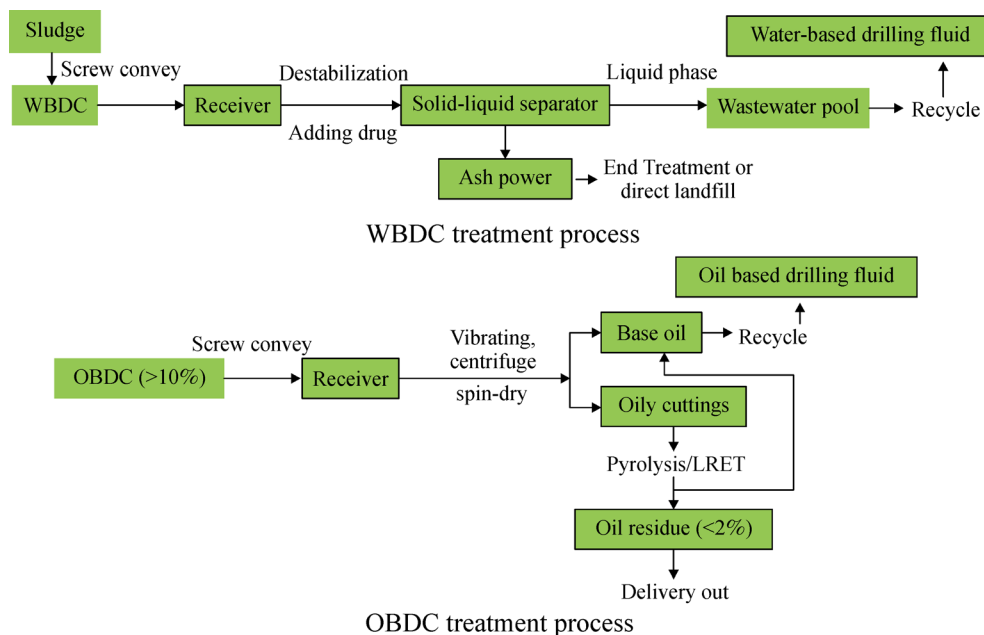 Sludge
Water-based drilling fluid
Screw convey
Destabilization
Liquid phase
WBDC
Receiver
Solid-liquid separator
Wastewater pool
Recycle
Adding drug
Ash power
End Treatment or
direct landfill
WBDC treatment process
Oil based drilling fluid
Screw convey
Vibrating,
centrifuge
Base oil
Recycle
OBDC (>10%)
Receiver
spin-dry
Oily cuttings
Pyrolysis/LRET
Oil residue (<2%)
Delivery out
OBDC treatment process